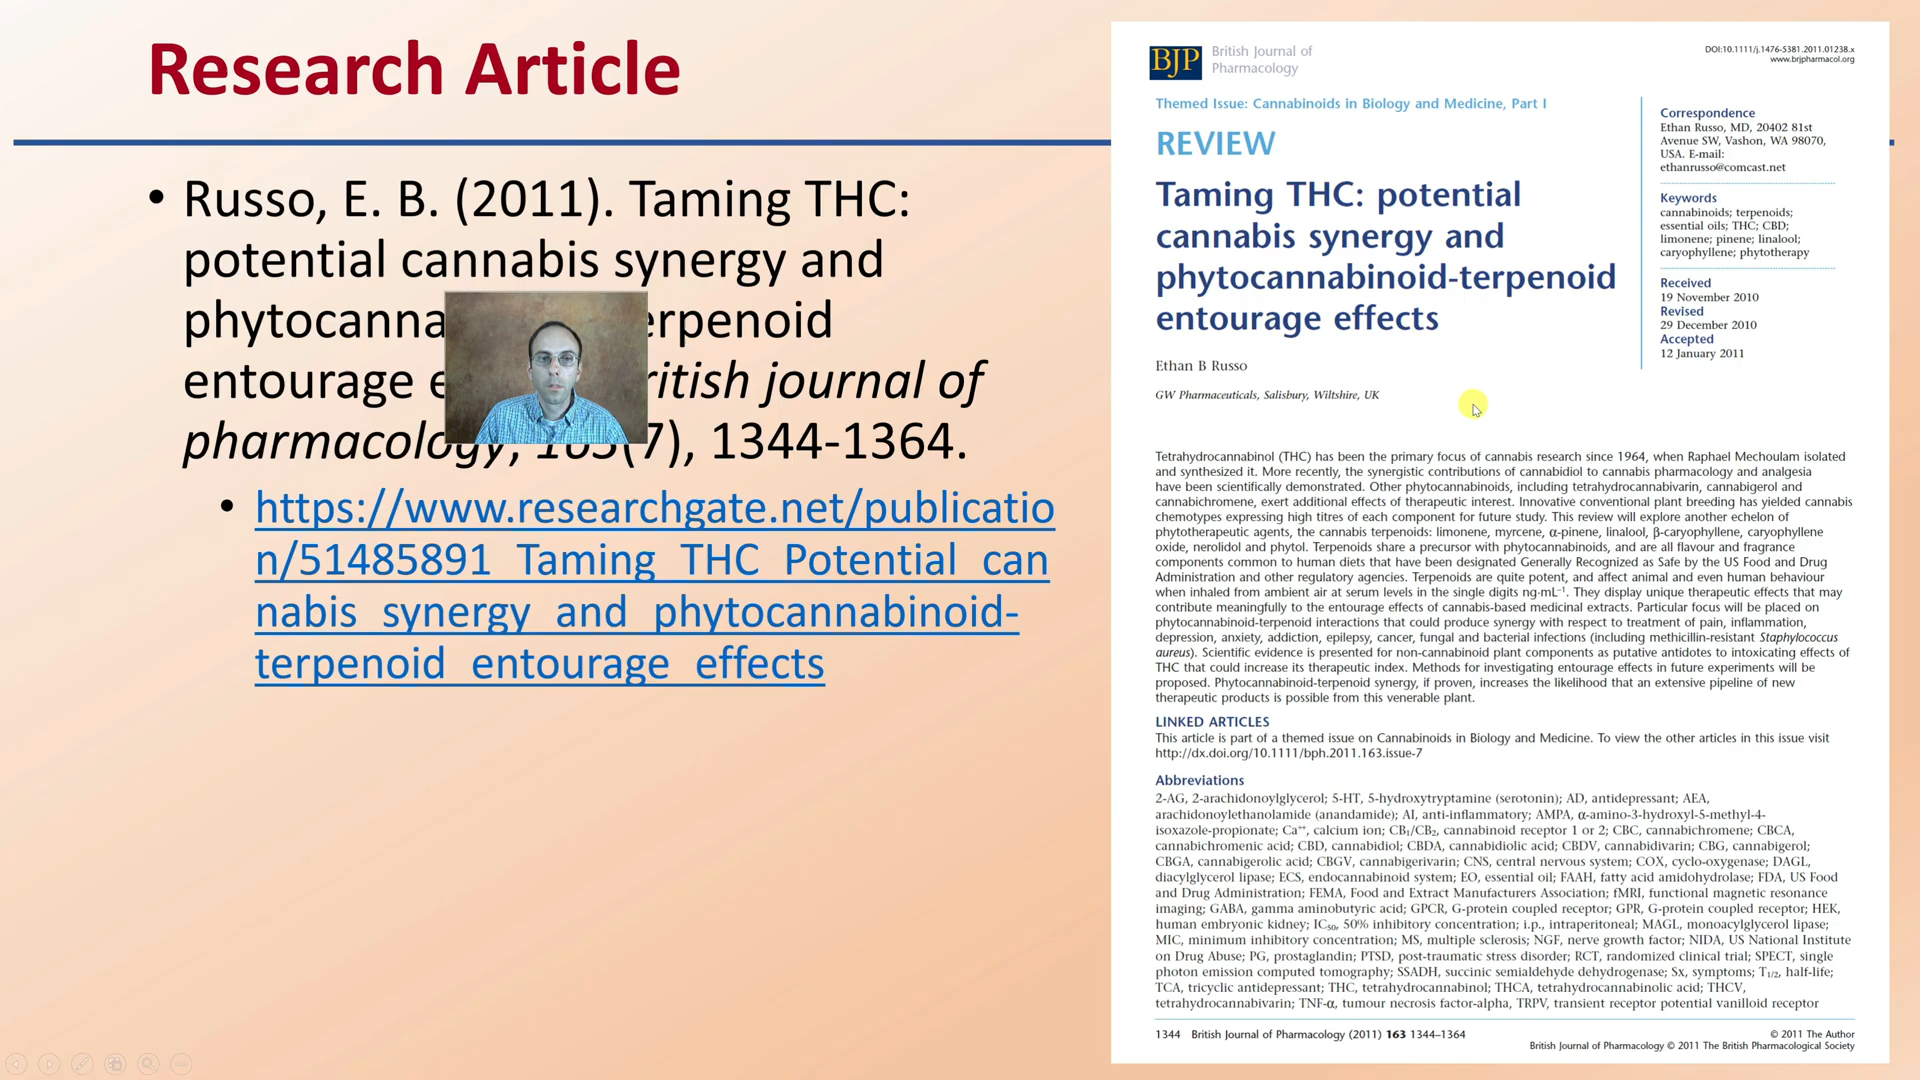 Research Article
• Russo, E. B. (2011). Taming THC:
potential cannabis synergy and
phytocanna erpenoid
entourage e ritish journal of
pharmacology, 163(7), 1344-1364.
• https://www.researchgate.net/publicatio
n/51485891_Taming_THC_Potential_can
nabis_synergy_and_phytocannabinoid-
terpenoid_entourage_effects
BJP
British Journal of
Pharmacology
DOI:10.1111/j.1476-5381.2011.01238.x
www.brjpharmacol.org
Themed Issue: Cannabinoids in Biology and Medicine, Part I
REVIEW
Taming THC: potential
cannabis synergy and
phytocannabinoid-terpenoid
entourage effects
Ethan B Russo
GW Pharmaceuticals, Salisbury, Wiltshire, UK
Correspondence
Ethan Russo, MD, 20402 81st
Avenue SW, Vashon, WA 98070,
USA. E-mail:
ethanrusso@comcast.net
Keywords
cannabinoids; terpenoids;
essential oils; THC; CBD;
limonene; pinene; linalool;
caryophyllene; phytotherapy
Received
19 November 2010
Revised
29 December 2010
Accepted
12 January 2011
Tetrahydrocannabinol (THC) has been the primary focus of cannabis research since 1964, when Raphael Mechoulam isolated
and synthesized it. More recently, the synergistic contributions of cannabidiol to cannabis pharmacology and analgesia
have been scientifically demonstrated. Other phytocannabinoids, including tetrahydrocannabivarin, cannabigerol and
cannabichromene, exert additional effects of therapeutic interest. Innovative conventional plant breeding has yielded cannabis
chemotypes expressing high titres of each component for future study. This review will explore another echelon of
phytotherapeutic agents, the cannabis terpenoids: limonene, myrcene, α-pinene, linalool, β-caryophyllene, caryophyllene
oxide, nerolidol and phytol. Terpenoids share a precursor with phytocannabinoids, and are all flavour and fragrance
components common to human diets that have been designated Generally Recognized as Safe by the US Food and Drug
Administration and other regulatory agencies. Terpenoids are quite potent, and affect animal and even human behaviour
when inhaled from ambient air at serum levels in the single digits ng·mL⁻¹. They display unique therapeutic effects that may
contribute meaningfully to the entourage effects of cannabis-based medicinal extracts. Particular focus will be placed on
phytocannabinoid-terpenoid interactions that could produce synergy with respect to treatment of pain, inflammation,
depression, anxiety, addiction, epilepsy, cancer, fungal and bacterial infections (including methicillin-resistant Staphylococcus
aureus). Scientific evidence is presented for non-cannabinoid plant components as putative antidotes to intoxicating effects of
THC that could increase its therapeutic index. Methods for investigating entourage effects in future experiments will be
proposed. Phytocannabinoid-terpenoid synergy, if proven, increases the likelihood that an extensive pipeline of new
therapeutic products is possible from this venerable plant.
LINKED ARTICLES
This article is part of a themed issue on Cannabinoids in Biology and Medicine. To view the other articles in this issue visit
http://dx.doi.org/10.1111/bph.2011.163.issue-7
Abbreviations
2-AG, 2-arachidonoylglycerol; 5-HT, 5-hydroxytryptamine (serotonin); AD, antidepressant; AEA,
arachidonoylethanolamide (anandamide); AI, anti-inflammatory; AMPA, α-amino-3-hydroxyl-5-methyl-4-
isoxazole-propionate; Ca⁺⁺, calcium ion; CB₁/CB₂, cannabinoid receptor 1 or 2; CBC, cannabichromene; CBCA,
cannabichromenic acid; CBD, cannabidiol; CBDA, cannabidiolic acid; CBDV, cannabidivarin; CBG, cannabigerol;
CBGA, cannabigerolic acid; CBGV, cannabigerivarin; CNS, central nervous system; COX, cyclo-oxygenase; DAGL,
diacylglycerol lipase; ECS, endocannabinoid system; EO, essential oil; FAAH, fatty acid amidohydrolase; FDA, US Food
and Drug Administration; FEMA, Food and Extract Manufacturers Association; fMRI, functional magnetic resonance
imaging; GABA, gamma aminobutyric acid; GPCR, G-protein coupled receptor; GPR, G-protein coupled receptor; HEK,
human embryonic kidney; IC₅₀, 50% inhibitory concentration; i.p., intraperitoneal; MAGL, monoacylglycerol lipase;
MIC, minimum inhibitory concentration; MS, multiple sclerosis; NGF, nerve growth factor; NIDA, US National Institute
on Drug Abuse; PG, prostaglandin; PTSD, post-traumatic stress disorder; RCT, randomized clinical trial; SPECT, single
photon emission computed tomography; SSADH, succinic semialdehyde dehydrogenase; Sx, symptoms; T₁/₂, half-life;
TCA, tricyclic antidepressant; THC, tetrahydrocannabinol; THCA, tetrahydrocannabinolic acid; THCV,
tetrahydrocannabivarin; TNF-α, tumour necrosis factor-alpha, TRPV, transient receptor potential vanilloid receptor
1344 British Journal of Pharmacology (2011) 163 1344–1364
© 2011 The Author
British Journal of Pharmacology © 2011 The British Pharmacological Society